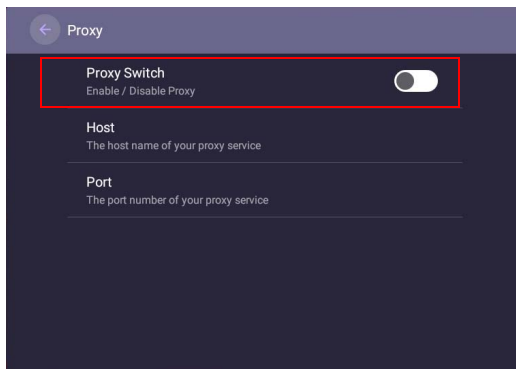 Proxy
Proxy Switch
Enable / Disable Proxy
Host
The host name of your proxy service
Port
The port number of your proxy service